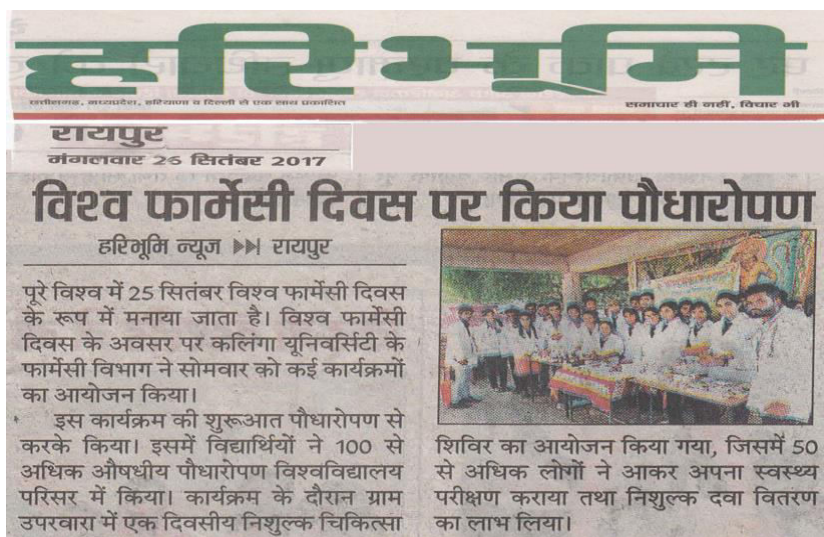 हरिभूमि
छत्तीसगढ़, मध्यप्रदेश, हरियाणा व दिल्ली से एक साथ प्रकाशित
समाचार ही नहीं, विचार भी
रायपुर
मंगलवार 26 सितंबर 2017
विश्व फार्मेसी दिवस पर किया पौधारोपण
हरिभूमि न्यूज ▶▶| रायपुर
पूरे विश्व में 25 सितंबर विश्व फार्मेसी दिवस
के रूप में मनाया जाता है। विश्व फार्मेसी
दिवस के अवसर पर कलिंगा यूनिवर्सिटी के
फार्मेसी विभाग ने सोमवार को कई कार्यक्रमों
का आयोजन किया।
इस कार्यक्रम की शुरूआत पौधारोपण से
करके किया। इसमें विद्यार्थियों ने 100 से
अधिक औषधीय पौधारोपण विश्वविद्यालय
परिसर में किया। कार्यक्रम के दौरान ग्राम
उपरवारा में एक दिवसीय निशुल्क चिकित्सा
शिविर का आयोजन किया गया, जिसमें 50
से अधिक लोगों ने आकर अपना स्वस्थ्य
परीक्षण कराया तथा निशुल्क दवा वितरण
का लाभ लिया।